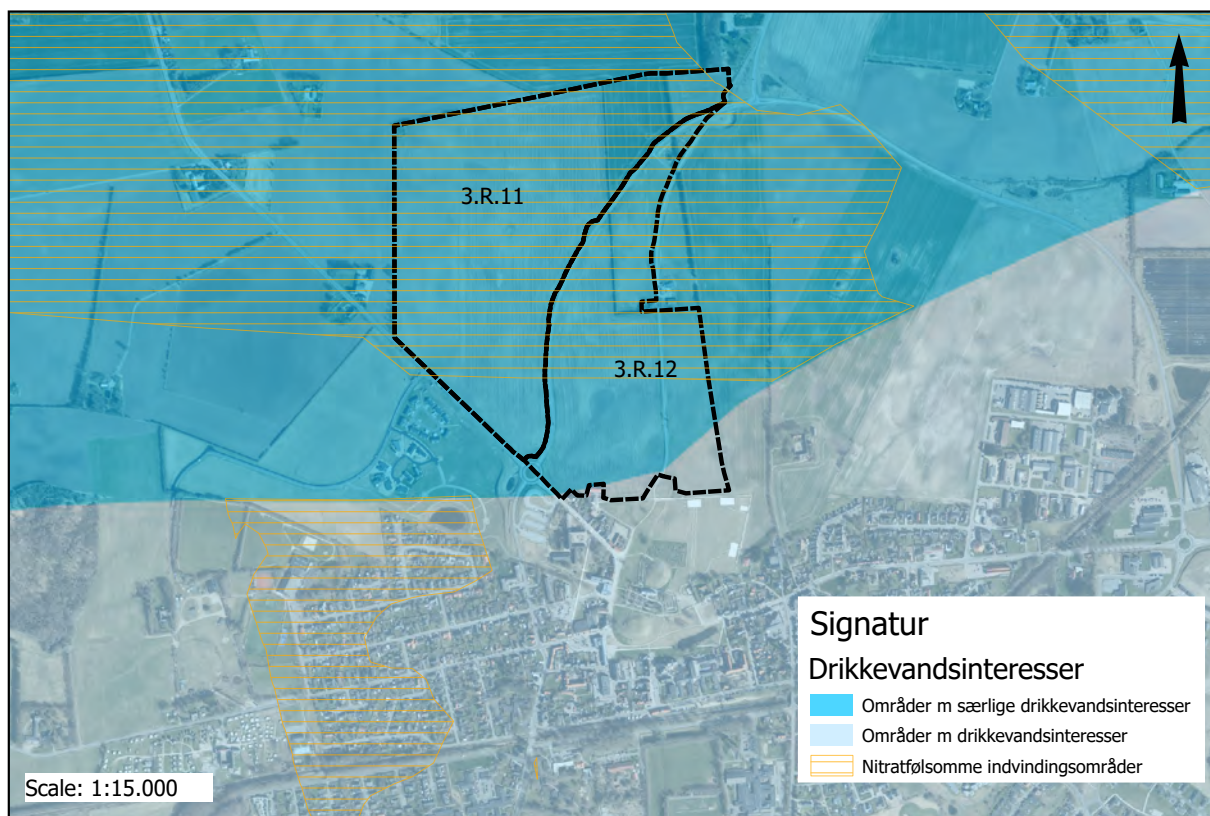 3.R.11
3.R.12
Signatur
Drikkevandsinteresser
Områder m særlige drikkevandsinteresser
Områder m drikkevandsinteresser
Nitratfølsomme indvindingsområder
Scale: 1:15.000